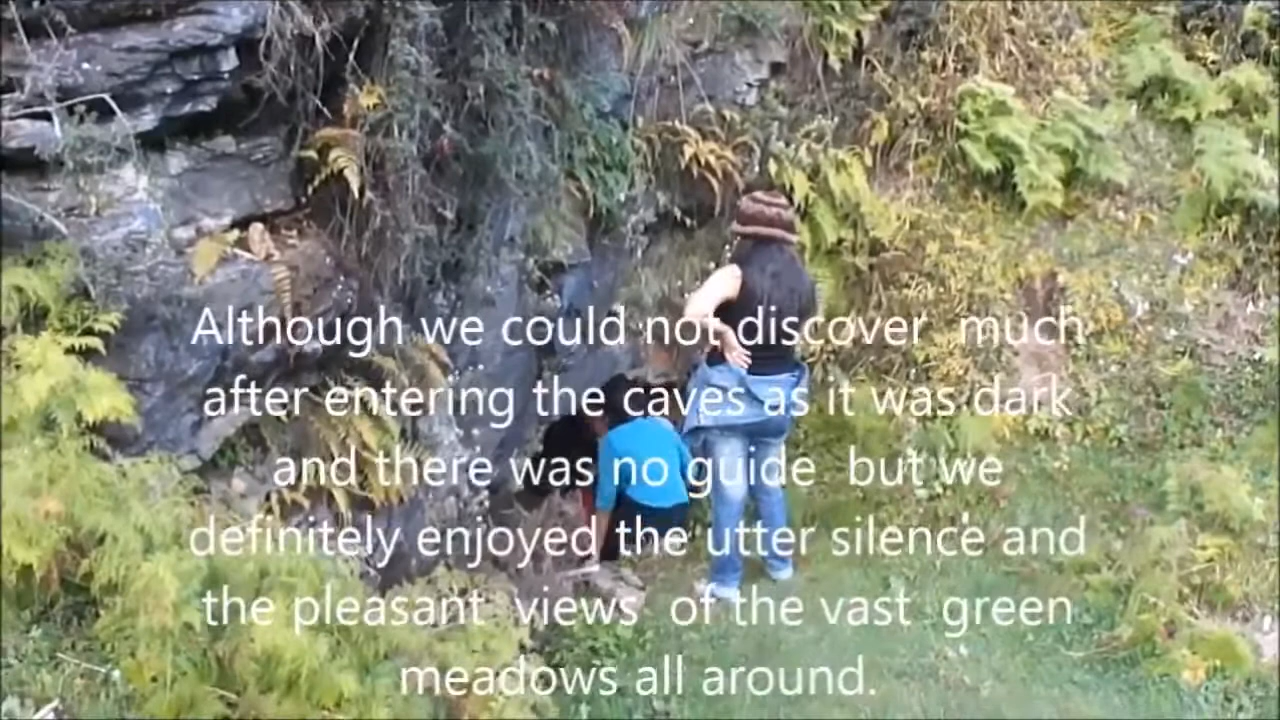 Although we could not discover much
after entering the caves as it was dark
and there was no guide but we
definitely enjoyed the utter silence and
the pleasant views of the vast green
meadows all around.